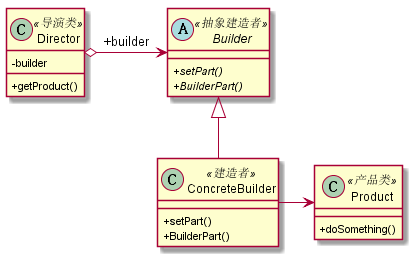 C «导演类»
Director
-builder
+getProduct()
+builder
A «抽象建造者»
Builder
+setPart()
+BuilderPart()
C «建造者»
ConcreteBuilder
+setPart()
+BuilderPart()
C «产品类»
Product
+doSomething()